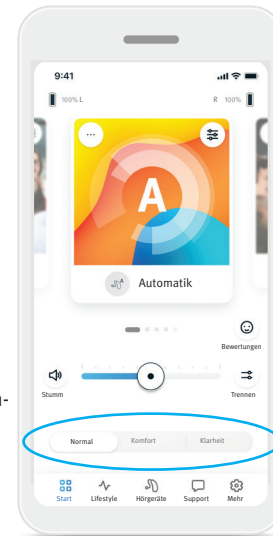 9:41
100% L
R 100%
...
A
A
Automatik
Bewertungen
Stumm
Trennen
n-
Normal Komfort Klarheit
Start Lifestyle Hörgeräte Support Mehr